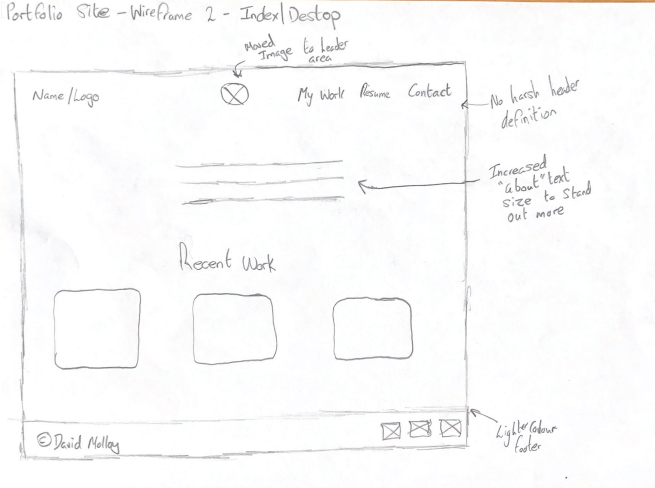 Portfolio Site - Wireframe 2 - Index/Destop
Moved
Image to header
area
Name/Logo
My Work Resume Contact
No harsh header
definition
Increased
"about" text
size to Stand
out more
Recent Work
© David Molloy
Lighter Colour
footer